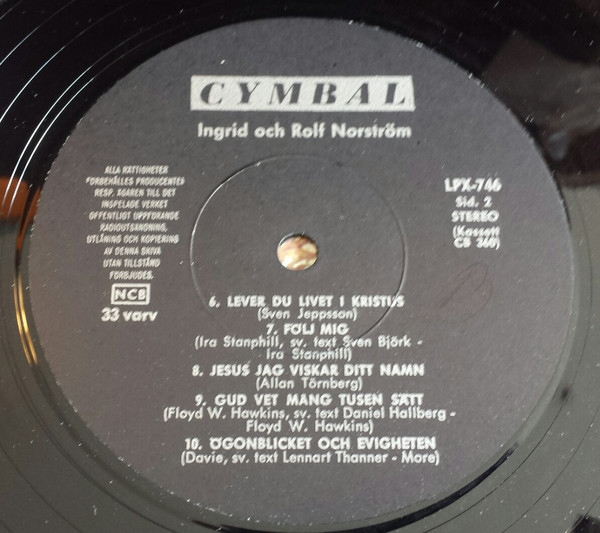 CYMBAL
Ingrid och Rolf Norström
ALLA RÄTTIGHETER
FÖRBEHÅLLES PRODUCENTEN
RESP. ÄGAREN TILL DET
INSPELADE VERKET
OFFENTLIGT UPPFÖRANDE
RADIOUTSÄNDNING,
UTLÅNING OCH KOPIERING
AV DENNA SKIVA
UTAN TILLSTÅND
FÖRBJUDES.
NCB
33 varv
LPX-746
Sid. 2
STEREO
(Kassett
CB 360)
6. LEVER DU LIVET I KRISTUS
(Sven Jeppsson)
7. FÖLJ MIG
(Ira Stanphill, sv. text Sven Björk -
Ira Stanphill)
8. JESUS JAG VISKAR DITT NAMN
(Allan Törnberg)
9. GUD VET MÅNG TUSEN SÄTT
(Floyd W. Hawkins, sv. text Daniel Hallberg -
Floyd W. Hawkins)
10. ÖGONBLICKET OCH EVIGHETEN
(Davie, sv. text Lennart Thanner - More)